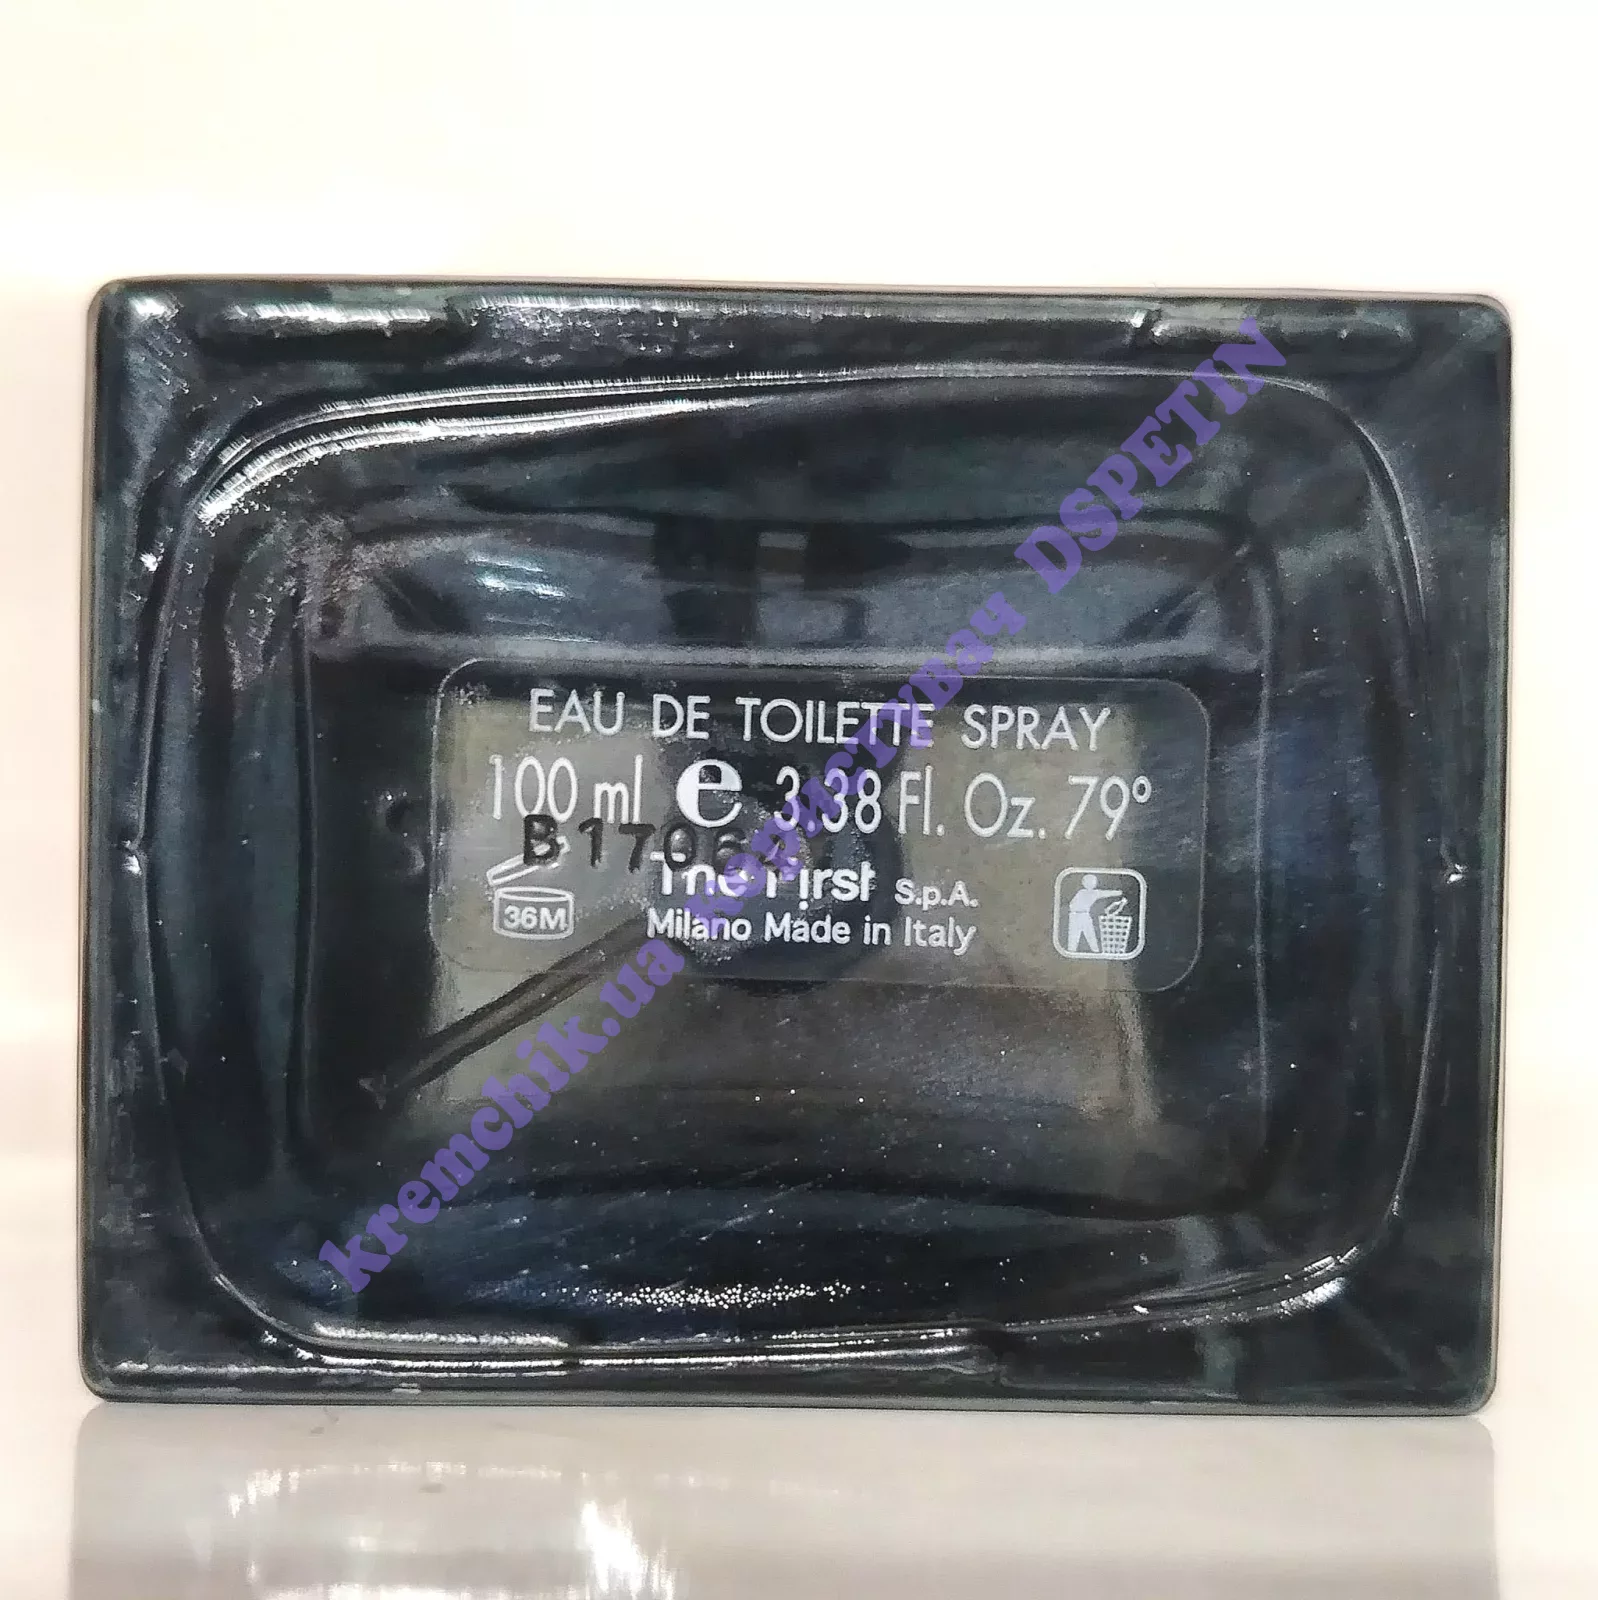 EAU DE TOILETTE SPRAY
100 ml e 3.38 Fl. Oz. 79°
B1706
36M
The First S.p.A.
Milano Made in Italy
kremchik.ua користувач DSPETIN